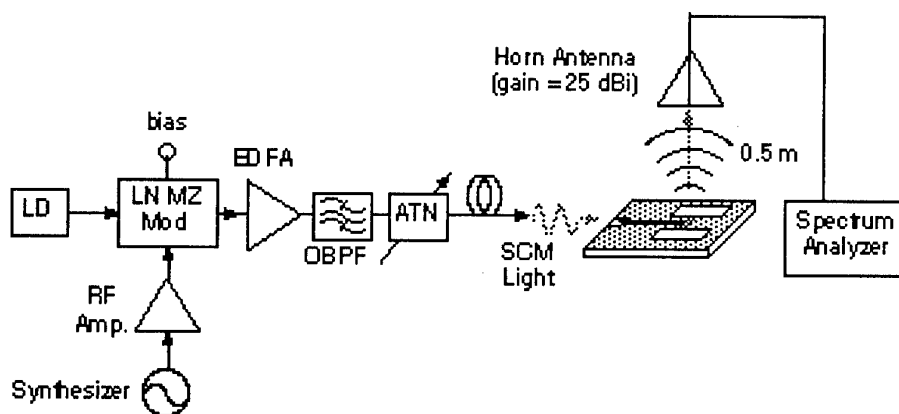 Horn Antenna
(gain = 25 dBi)
bias
EDFA
0.5 m
LD
LN MZ
Mod
ATN
OBPF
SCM
Light
Spectrum
Analyzer
RF
Amp.
Synthesizer